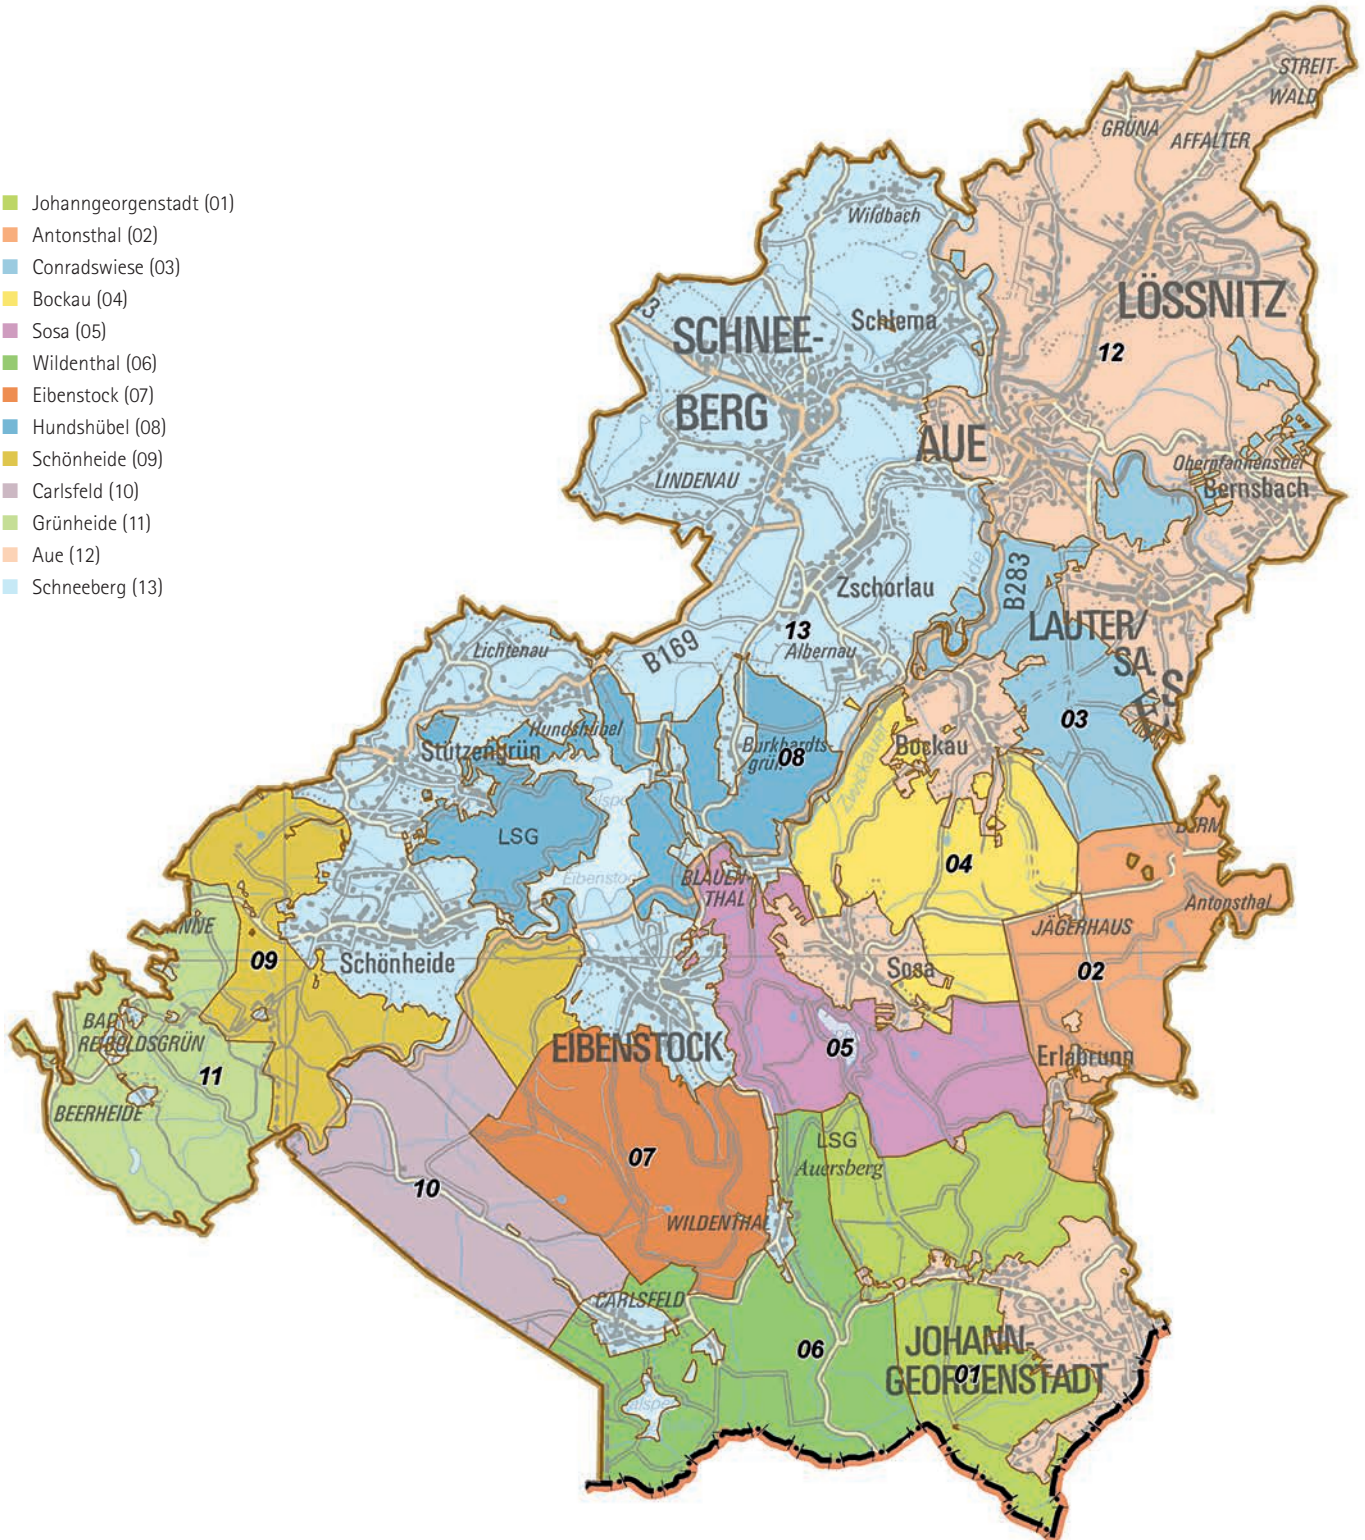 Johanngeorgenstadt (01)
Antonsthal (02)
Conradswiese (03)
Bockau (04)
Sosa (05)
Wildenthal (06)
Eibenstock (07)
Hundshübel (08)
Schönheide (09)
Carlsfeld (10)
Grünheide (11)
Aue (12)
Schneeberg (13)
STREIT-
WALD
GRÜNA
AFFALTER
Wildbach
LÖSSNITZ
Schlema
SCHNEE-
12
BERG
AUE
Oberpfannenstiel
LINDENAU
Bernsbach
B283
Zschorlau
LAUTER/
13
Albernau
Lichtenau
B169
SA
03
Hundshübel
Stützengrün
Burkhardts-
grün
08
Bockau
Zwickauer
LSG
04
BLAUEN-
THAL
Eibenstock
Antonsthal
JÄGERHAUS
09
Schönheide
Sosa
02
BAD
REIBOLDSGRÜN
EIBENSTOCK
05
Erlabrunn
11
BEERHEIDE
LSG
Auersberg
07
10
WILDENTHAL
CARLSFELD
06
JOHANN-
GEORGENSTADT
01